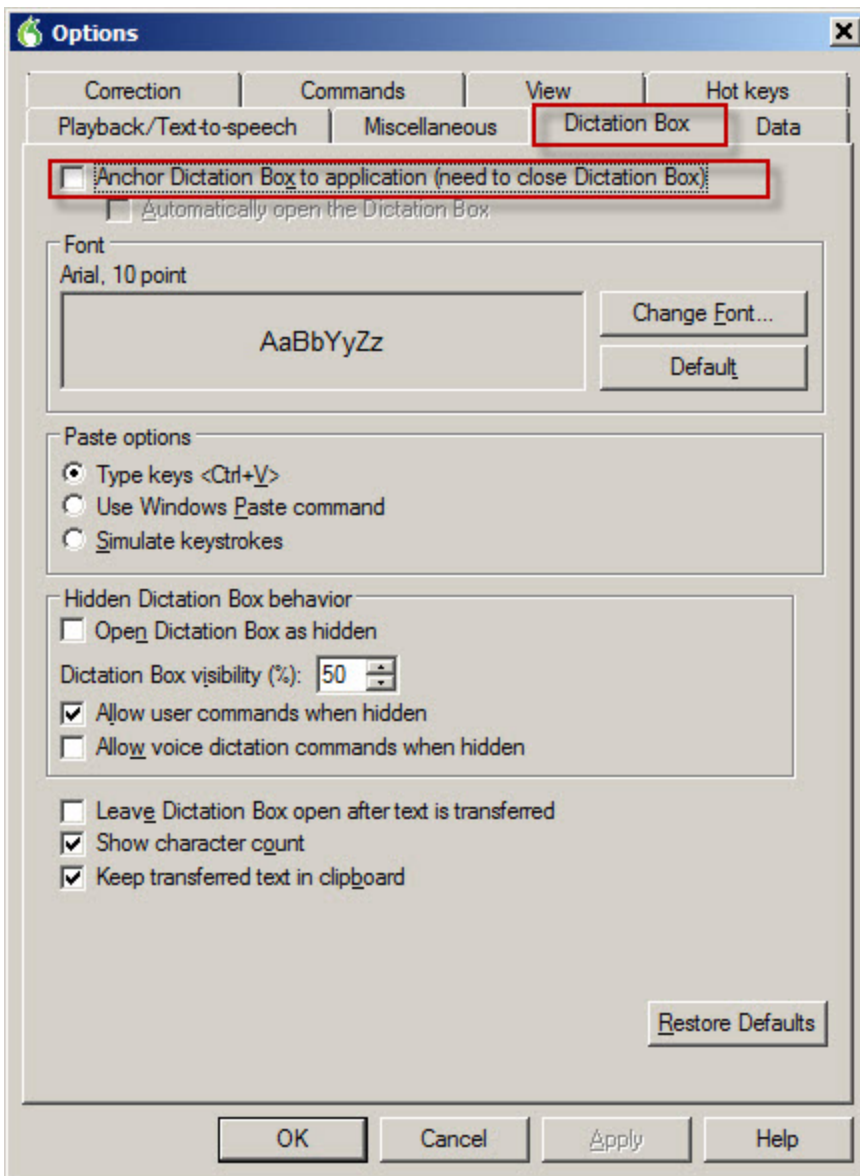 Options
Correction Commands View Hot keys
Playback/Text-to-speech Miscellaneous Dictation Box Data
Anchor Dictation Box to application (need to close Dictation Box)
Automatically open the Dictation Box
Font
Arial, 10 point
AaBbYyZz
Change Font...
Default
Paste options
Type keys <Ctrl+V>
Use Windows Paste command
Simulate keystrokes
Hidden Dictation Box behavior
Open Dictation Box as hidden
Dictation Box visibility (%): 50
Allow user commands when hidden
Allow voice dictation commands when hidden
Leave Dictation Box open after text is transferred
Show character count
Keep transferred text in clipboard
Restore Defaults
OK Cancel Apply Help